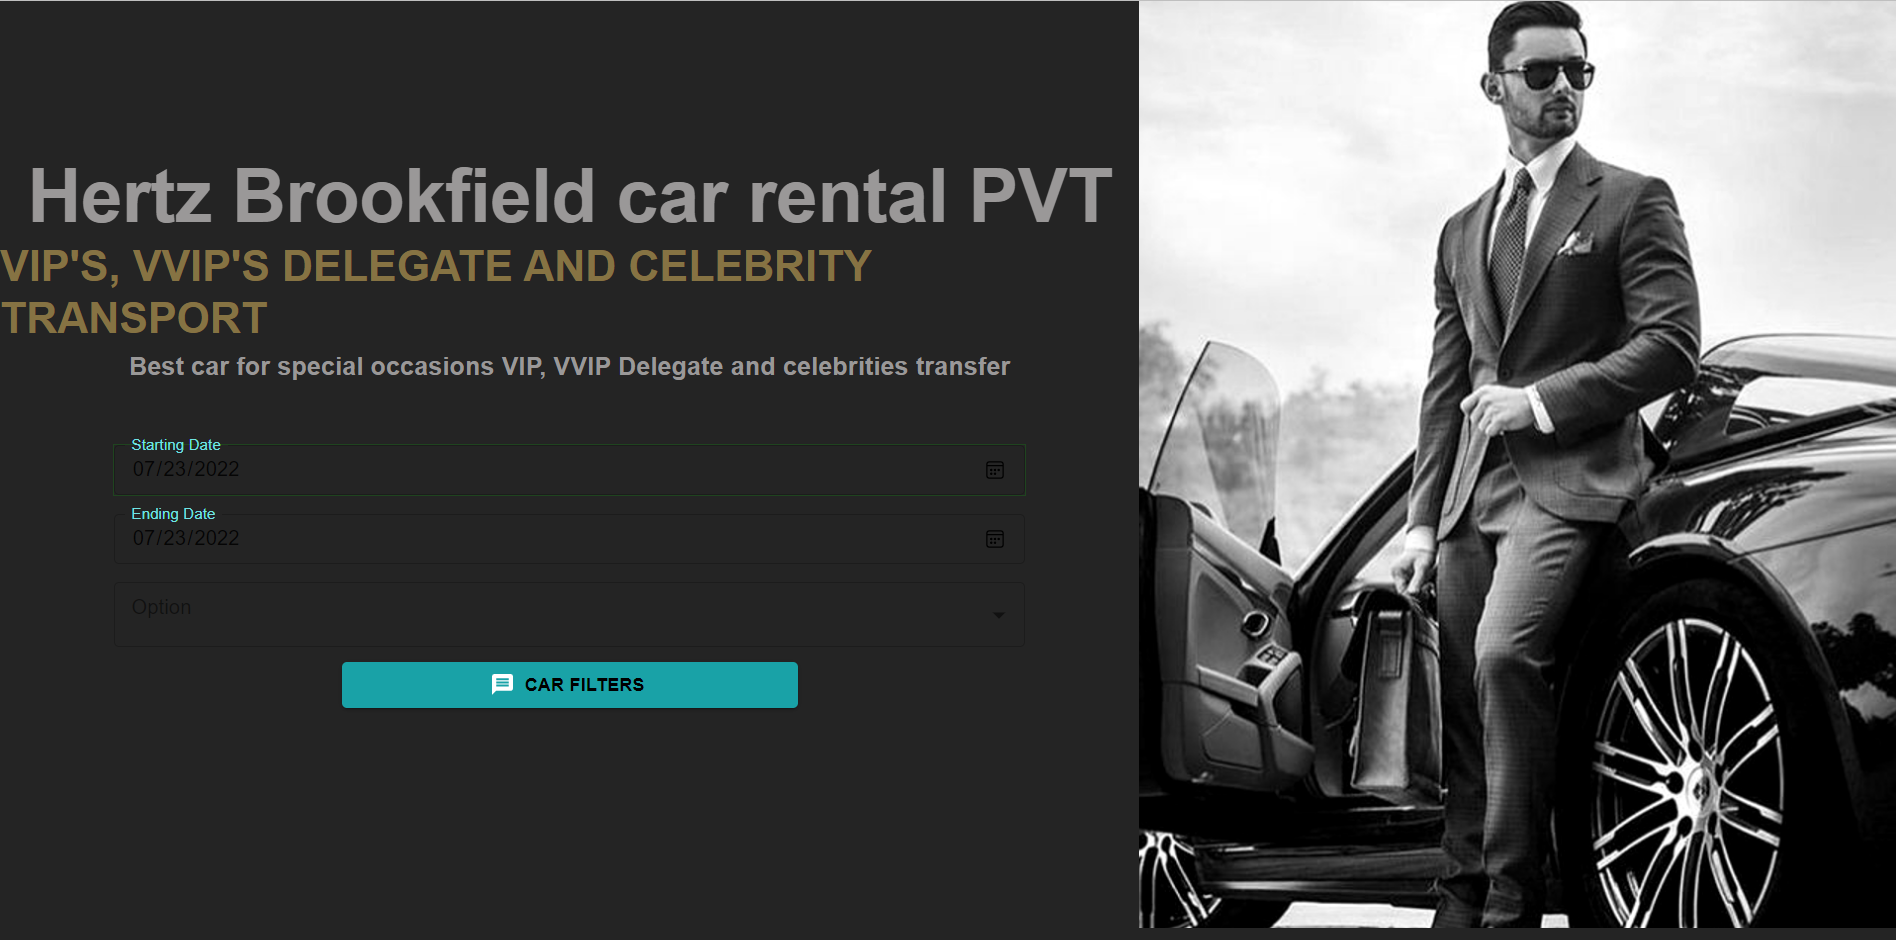 Hertz Brookfield car rental PVT
VIP'S, VVIP'S DELEGATE AND CELEBRITY
TRANSPORT
Best car for special occasions VIP, VVIP Delegate and celebrities transfer
Starting Date
07/23/2022
Ending Date
07/23/2022
Option
CAR FILTERS